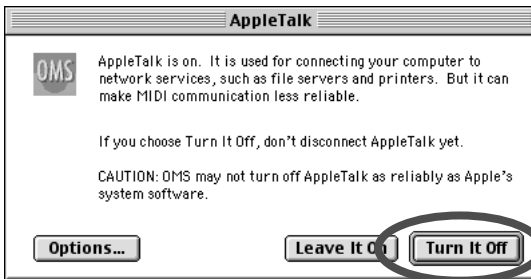 AppleTalk
OMS
AppleTalk is on. It is used for connecting your computer to
network services, such as file servers and printers. But it can
make MIDI communication less reliable.
If you choose Turn It Off, don't disconnect AppleTalk yet.
CAUTION: OMS may not turn off AppleTalk as reliably as Apple's
system software.
Options... Leave It On Turn It Off